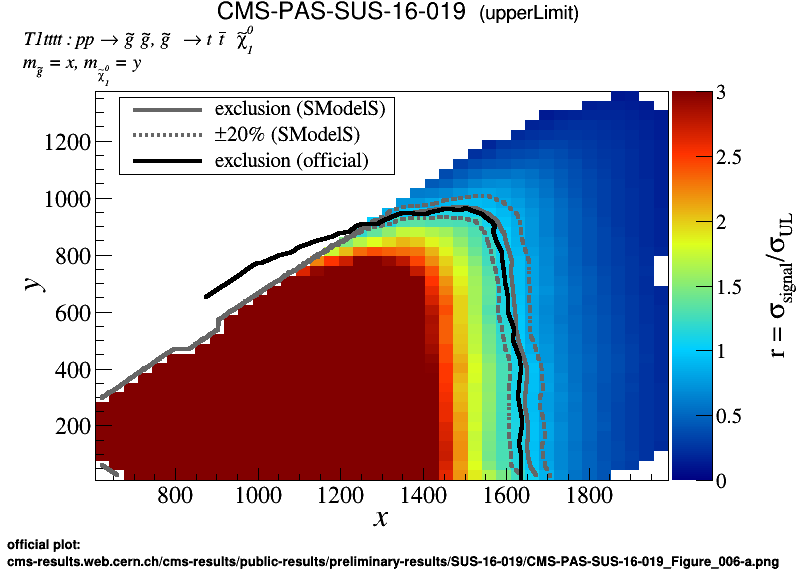 CMS-PAS-SUS-16-019 (upperLimit)
T1tttt : pp → g̃ g̃, g̃ → t t̄ χ̃⁰₁
m_g̃ = x, m_χ̃⁰₁ = y
exclusion (SModelS)
±20% (SModelS)
exclusion (official)
1200
1000
800
600
400
200
y
800 1000 1200 1400 1600 1800
x
3
2.5
2
1.5
1
0.5
0
r = σ_signal/σ_UL
official plot:
cms-results.web.cern.ch/cms-results/public-results/preliminary-results/SUS-16-019/CMS-PAS-SUS-16-019_Figure_006-a.png